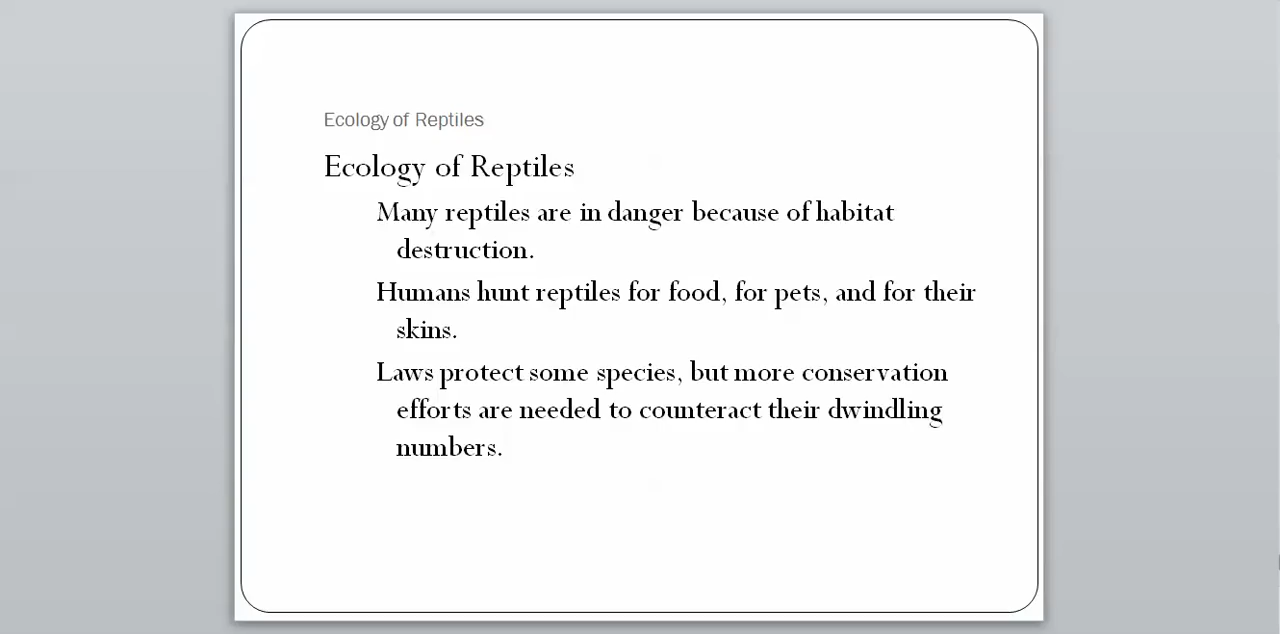 Ecology of Reptiles
Ecology of Reptiles
Many reptiles are in danger because of habitat
destruction.
Humans hunt reptiles for food, for pets, and for their
skins.
Laws protect some species, but more conservation
efforts are needed to counteract their dwindling
numbers.